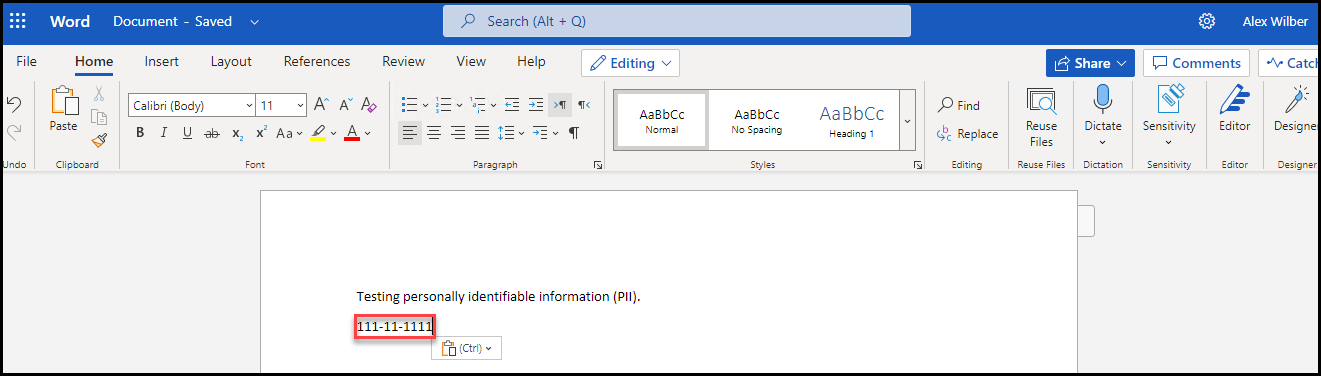 Word Document - Saved Search (Alt + Q) Alex Wilber
File Home Insert Layout References Review View Help Editing Share Comments Catch
Calibri (Body) 11 A A A AaBbCc AaBbCc AaBbCc Find
Paste B I U ab x₂ x² Aa A Normal No Spacing Heading 1 Replace Reuse Files Dictate Sensitivity Editor Designer
Undo Clipboard Font Paragraph Styles Editing Reuse Files Dictation Sensitivity Editor Designer
Testing personally identifiable information (PII).
111-11-1111
(Ctrl)